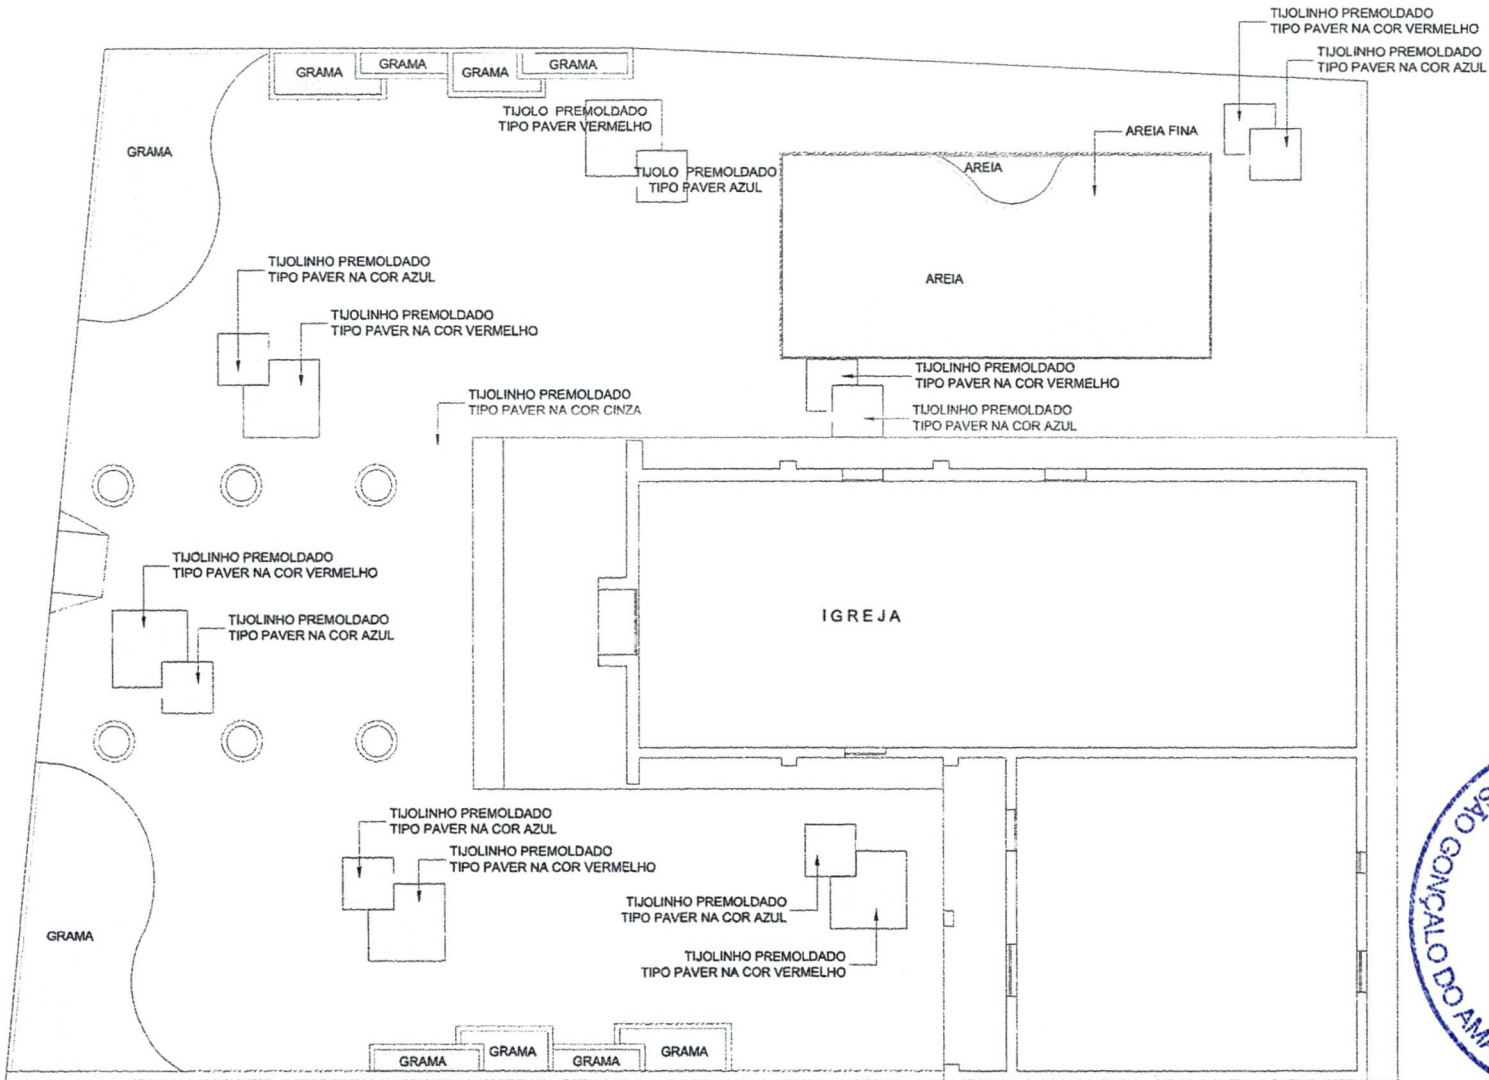 TIJOLINHO PREMOLDADO
TIPO PAVER NA COR VERMELHO
TIJOLINHO PREMOLDADO
TIPO PAVER NA COR AZUL
GRAMA
GRAMA
GRAMA
GRAMA
TIJOLO PREMOLDADO
TIPO PAVER VERMELHO
AREIA FINA
GRAMA
AREIA
TIJOLO PREMOLDADO
TIPO PAVER AZUL
TIJOLINHO PREMOLDADO
TIPO PAVER NA COR AZUL
AREIA
TIJOLINHO PREMOLDADO
TIPO PAVER NA COR VERMELHO
TIJOLINHO PREMOLDADO
TIPO PAVER NA COR VERMELHO
TIJOLINHO PREMOLDADO
TIPO PAVER NA COR CINZA
TIJOLINHO PREMOLDADO
TIPO PAVER NA COR AZUL
TIJOLINHO PREMOLDADO
TIPO PAVER NA COR VERMELHO
TIJOLINHO PREMOLDADO
TIPO PAVER NA COR AZUL
IGREJA
TIJOLINHO PREMOLDADO
TIPO PAVER NA COR AZUL
TIJOLINHO PREMOLDADO
TIPO PAVER NA COR VERMELHO
TIJOLINHO PREMOLDADO
TIPO PAVER NA COR AZUL
TIJOLINHO PREMOLDADO
TIPO PAVER NA COR VERMELHO
GRAMA
GRAMA
GRAMA
GRAMA
GRAMA
SÃO GONÇALO DO